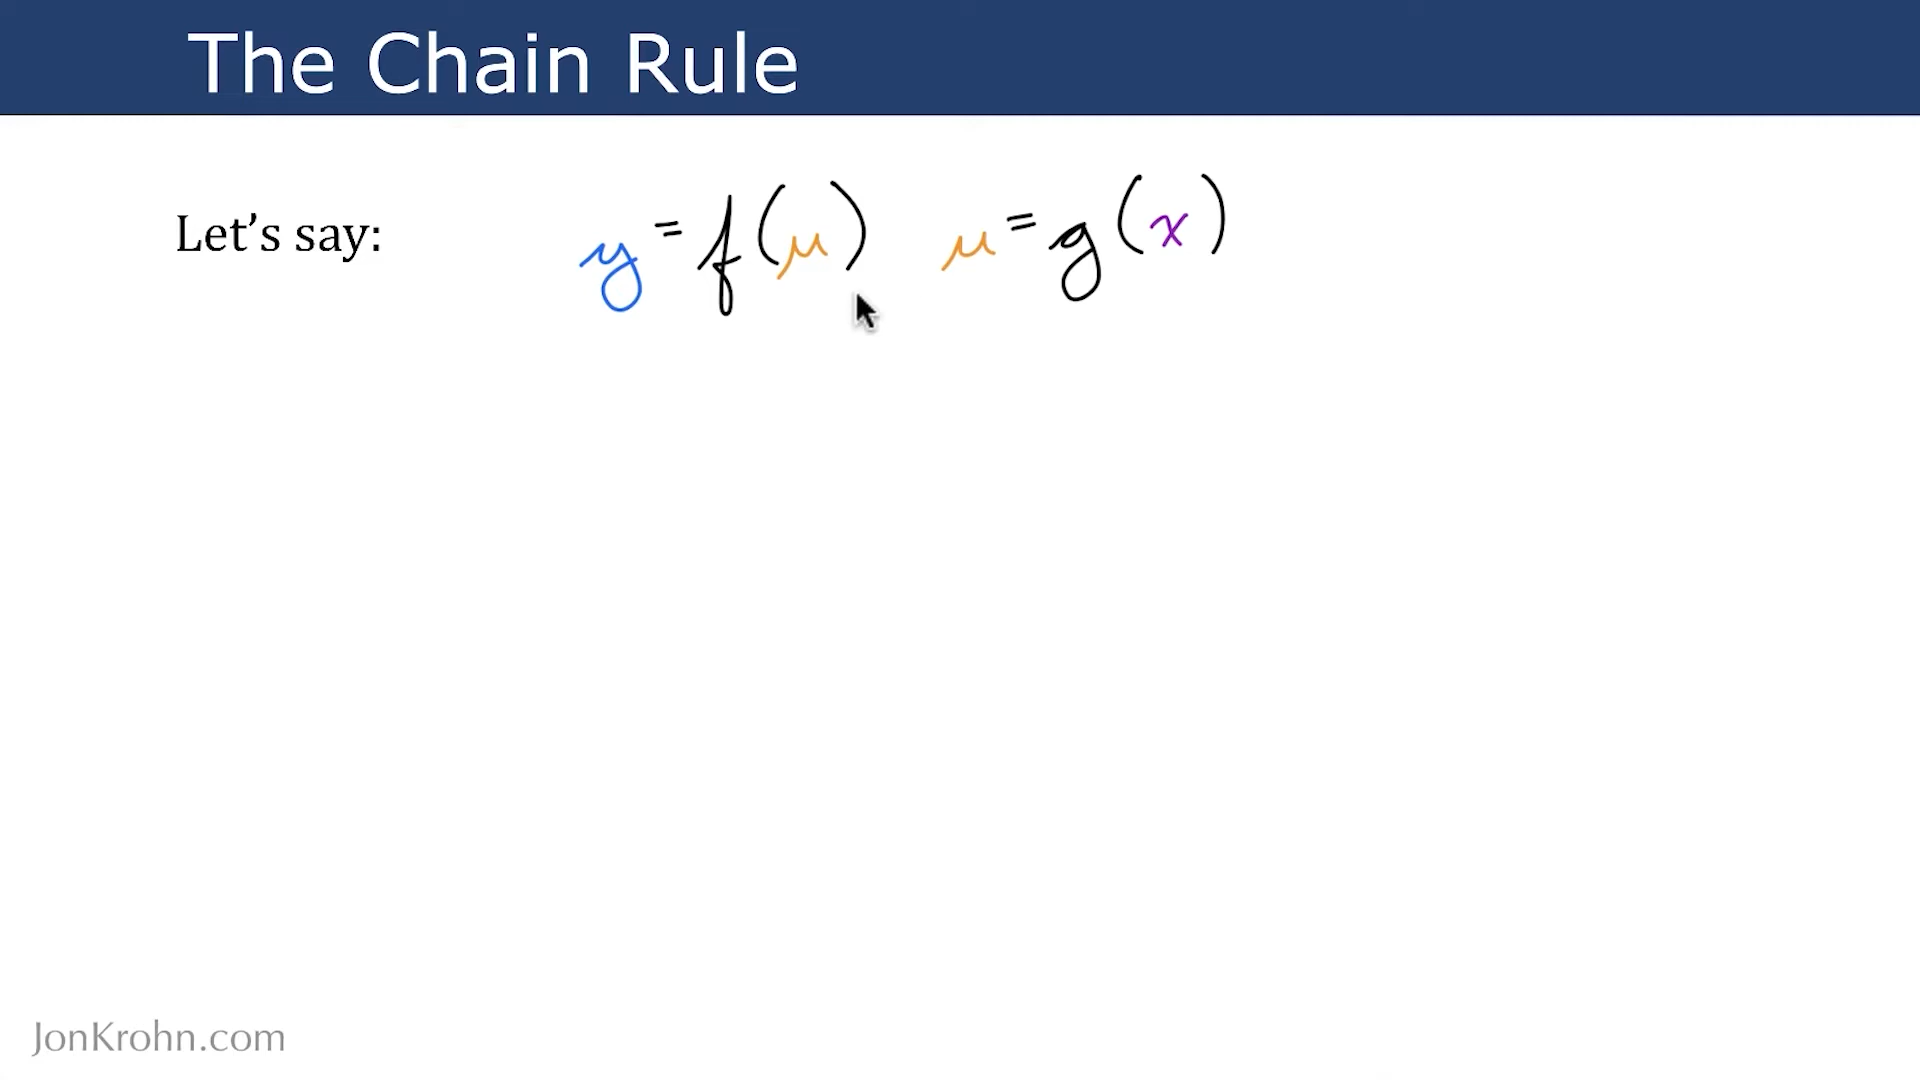 The Chain Rule
Let's say: y = f(u) u = g(x)
JonKrohn.com